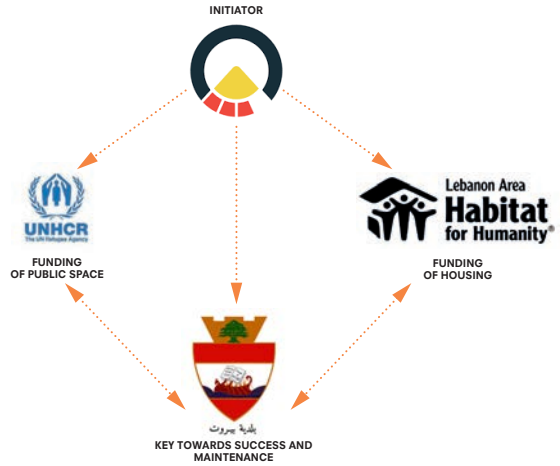 INITIATOR
UNHCR
The UN Refugee Agency
FUNDING
OF PUBLIC SPACE
Lebanon Area
Habitat
for Humanity®
FUNDING
OF HOUSING
بلدية بيروت
KEY TOWARDS SUCCESS AND
MAINTENANCE